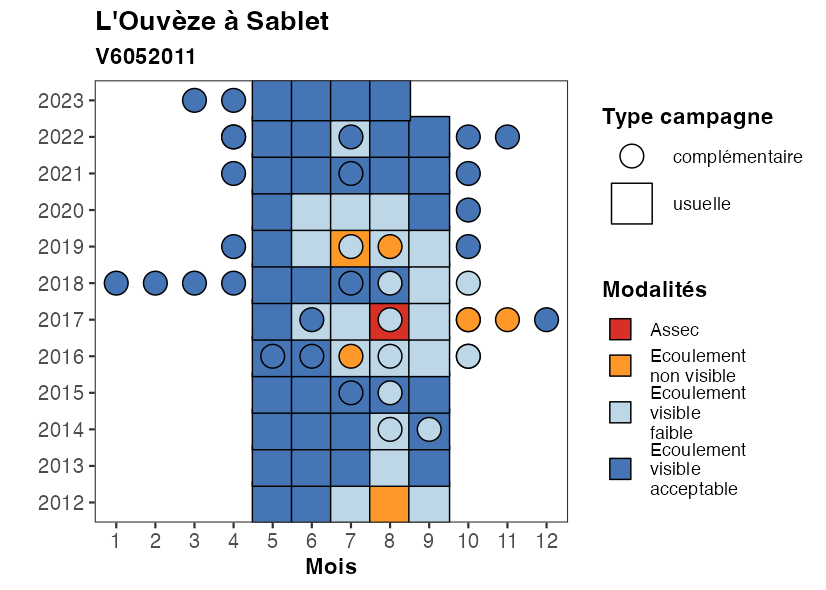 L'Ouvèze à Sablet
V6052011
2023
2022
2021
2020
2019
2018
2017
2016
2015
2014
2013
2012
1 2 3 4 5 6 7 8 9 10 11 12
Mois
Type campagne
complémentaire
usuelle
Modalités
Assec
Ecoulement
non visible
Ecoulement
visible
faible
Ecoulement
visible
acceptable